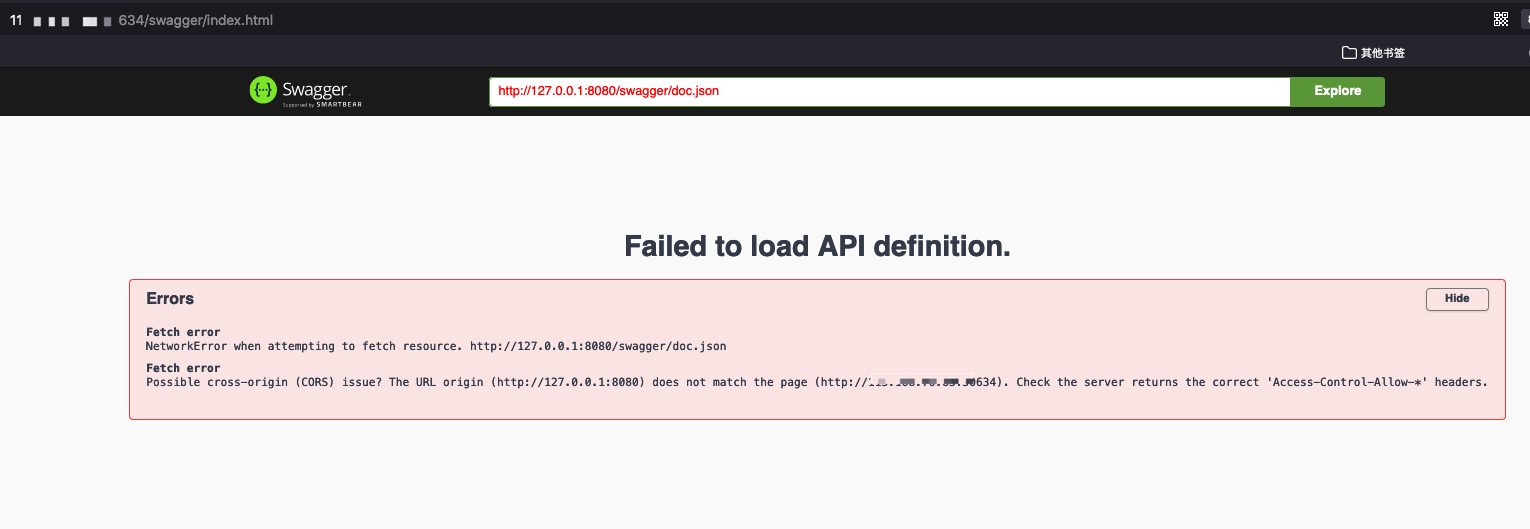 11 634/swagger/index.html
其他书签
Swagger
Supported by SMARTBEAR
http://127.0.0.1:8080/swagger/doc.json
Explore
Failed to load API definition.
Errors
Hide
Fetch error
NetworkError when attempting to fetch resource. http://127.0.0.1:8080/swagger/doc.json
Fetch error
Possible cross-origin (CORS) issue? The URL origin (http://127.0.0.1:8080) does not match the page (http:// 634). Check the server returns the correct 'Access-Control-Allow-*' headers.